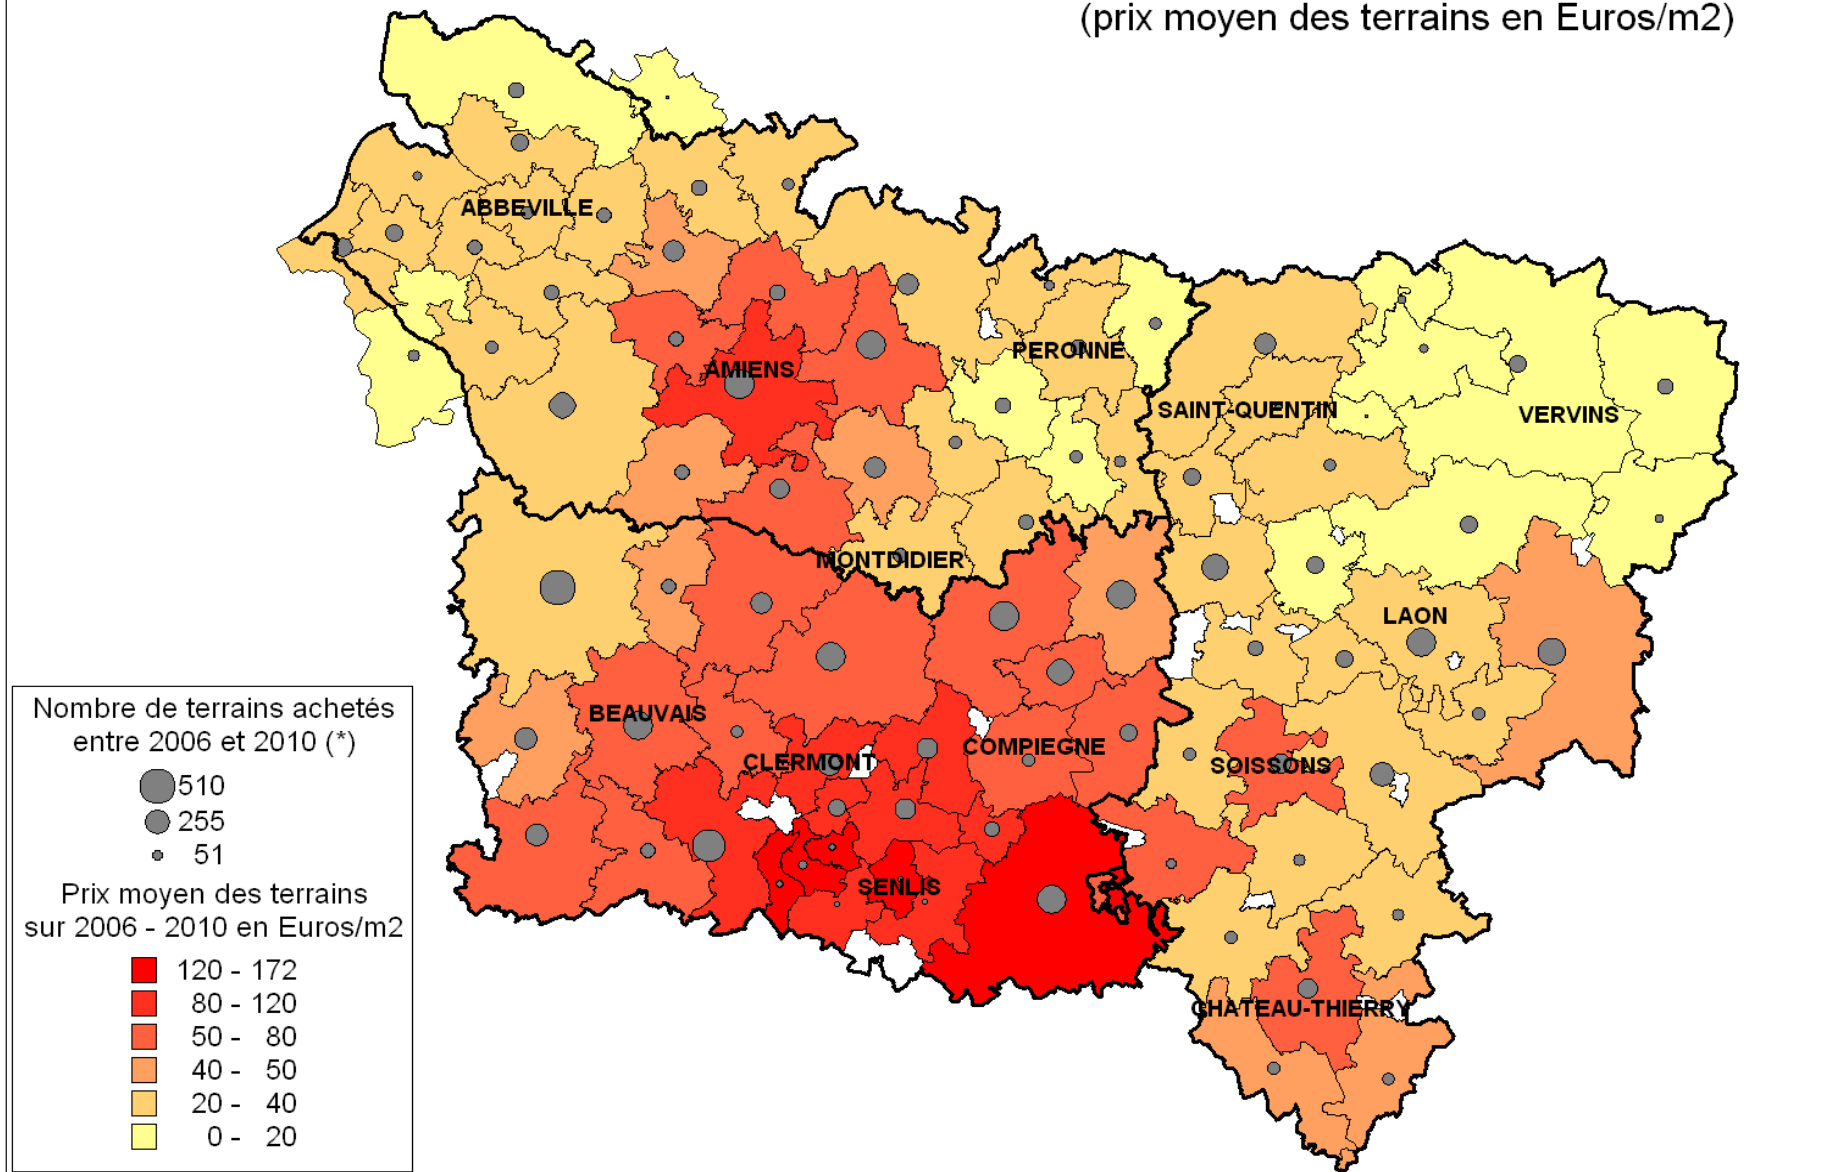 (prix moyen des terrains en Euros/m2)
ABBEVILLE
AMIENS
PERONNE
SAINT-QUENTIN
VERVINS
MONTDIDIER
LAON
BEAUVAIS
CLERMONT
COMPIEGNE
SOISSONS
SENLIS
CHATEAU-THIERRY
Nombre de terrains achetés
entre 2006 et 2010 (*)
510
255
51
Prix moyen des terrains
sur 2006 - 2010 en Euros/m2
120 - 172
80 - 120
50 - 80
40 - 50
20 - 40
0 - 20